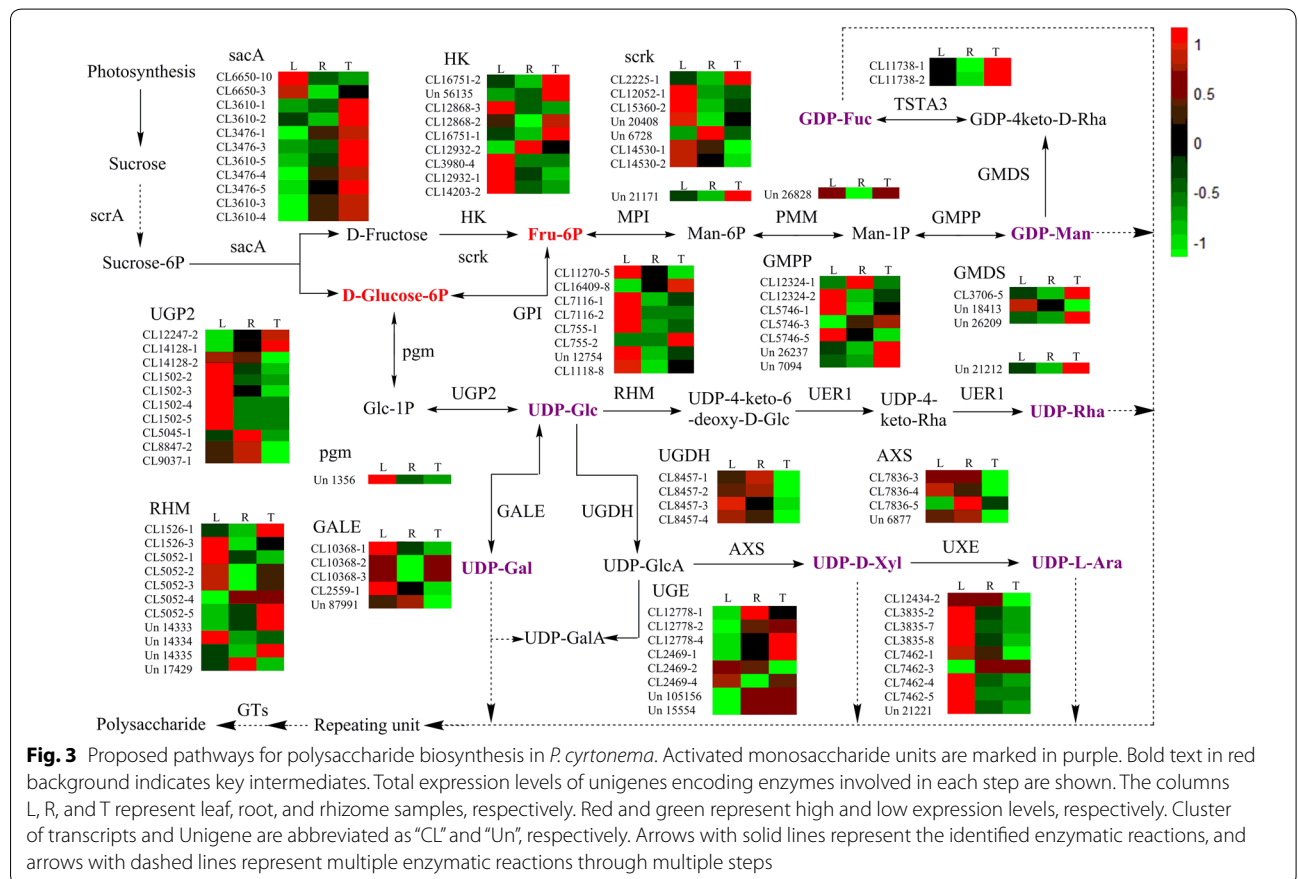 sacA
L R T
CL6650-10
CL6650-3
CL3610-1
CL3610-2
CL3476-1
CL3476-3
CL3610-5
CL3476-4
CL3476-5
CL3610-3
CL3610-4
HK
L R T
CL16751-2
Un 56135
CL12868-3
CL12868-2
CL16751-1
CL12932-2
CL3980-4
CL12932-1
CL14203-2
scrk
L R T
CL2225-1
CL12052-1
CL15360-2
Un 20408
Un 6728
CL14530-1
CL14530-2
L R T
CL11738-1
CL11738-2
1
0.5
0
-0.5
-1
Photosynthesis
Sucrose
scrA
Sucrose-6P
sacA
D-Fructose
HK
scrk
Fru-6P
L R T
Un 21171
MPI
Man-6P
L R T
Un 26828
PMM
Man-1P
GMPP
GDP-Man
GMDS
GDP-4keto-D-Rha
TSTA3
GDP-Fuc
D-Glucose-6P
GPI
L R T
CL11270-5
CL16409-8
CL7116-1
CL7116-2
CL755-1
CL755-2
Un 12754
CL1118-8
GMPP
L R T
CL12324-1
CL12324-2
CL5746-1
CL5746-3
CL5746-5
Un 26237
Un 7094
GMDS
L R T
CL3706-5
Un 18413
Un 26209
L R T
Un 21212
UGP2
L R T
CL12247-2
CL14128-1
CL14128-2
CL1502-2
CL1502-3
CL1502-4
CL1502-5
CL5045-1
CL8847-2
CL9037-1
pgm
Glc-1P
UGP2
UDP-Glc
RHM
UDP-4-keto-6
-deoxy-D-Glc
UER1
UDP-4-
keto-Rha
UER1
UDP-Rha
pgm
L R T
Un 1356
RHM
L R T
CL1526-1
CL1526-3
CL5052-1
CL5052-2
CL5052-3
CL5052-4
CL5052-5
Un 14333
Un 14334
Un 14335
Un 17429
GALE
L R T
CL10368-1
CL10368-2
CL10368-3
CL2559-1
Un 87991
GALE
UDP-Gal
UGDH
UGDH
L R T
CL8457-1
CL8457-2
CL8457-3
CL8457-4
AXS
L R T
CL7836-3
CL7836-4
CL7836-5
Un 6877
UDP-GlcA
AXS
UDP-D-Xyl
UXE
UDP-L-Ara
UDP-GalA
UGE
L R T
CL12778-1
CL12778-2
CL12778-4
CL2469-1
CL2469-2
CL2469-4
Un 105156
Un 15554
L R T
CL12434-2
CL3835-2
CL3835-7
CL3835-8
CL7462-1
CL7462-3
CL7462-4
CL7462-5
Un 21221
Polysaccharide
GTs
Repeating unit
Fig. 3 Proposed pathways for polysaccharide biosynthesis in P. cyrtonema. Activated monosaccharide units are marked in purple. Bold text in red
background indicates key intermediates. Total expression levels of unigenes encoding enzymes involved in each step are shown. The columns
L, R, and T represent leaf, root, and rhizome samples, respectively. Red and green represent high and low expression levels, respectively. Cluster
of transcripts and Unigene are abbreviated as “CL” and “Un”, respectively. Arrows with solid lines represent the identified enzymatic reactions, and
arrows with dashed lines represent multiple enzymatic reactions through multiple steps